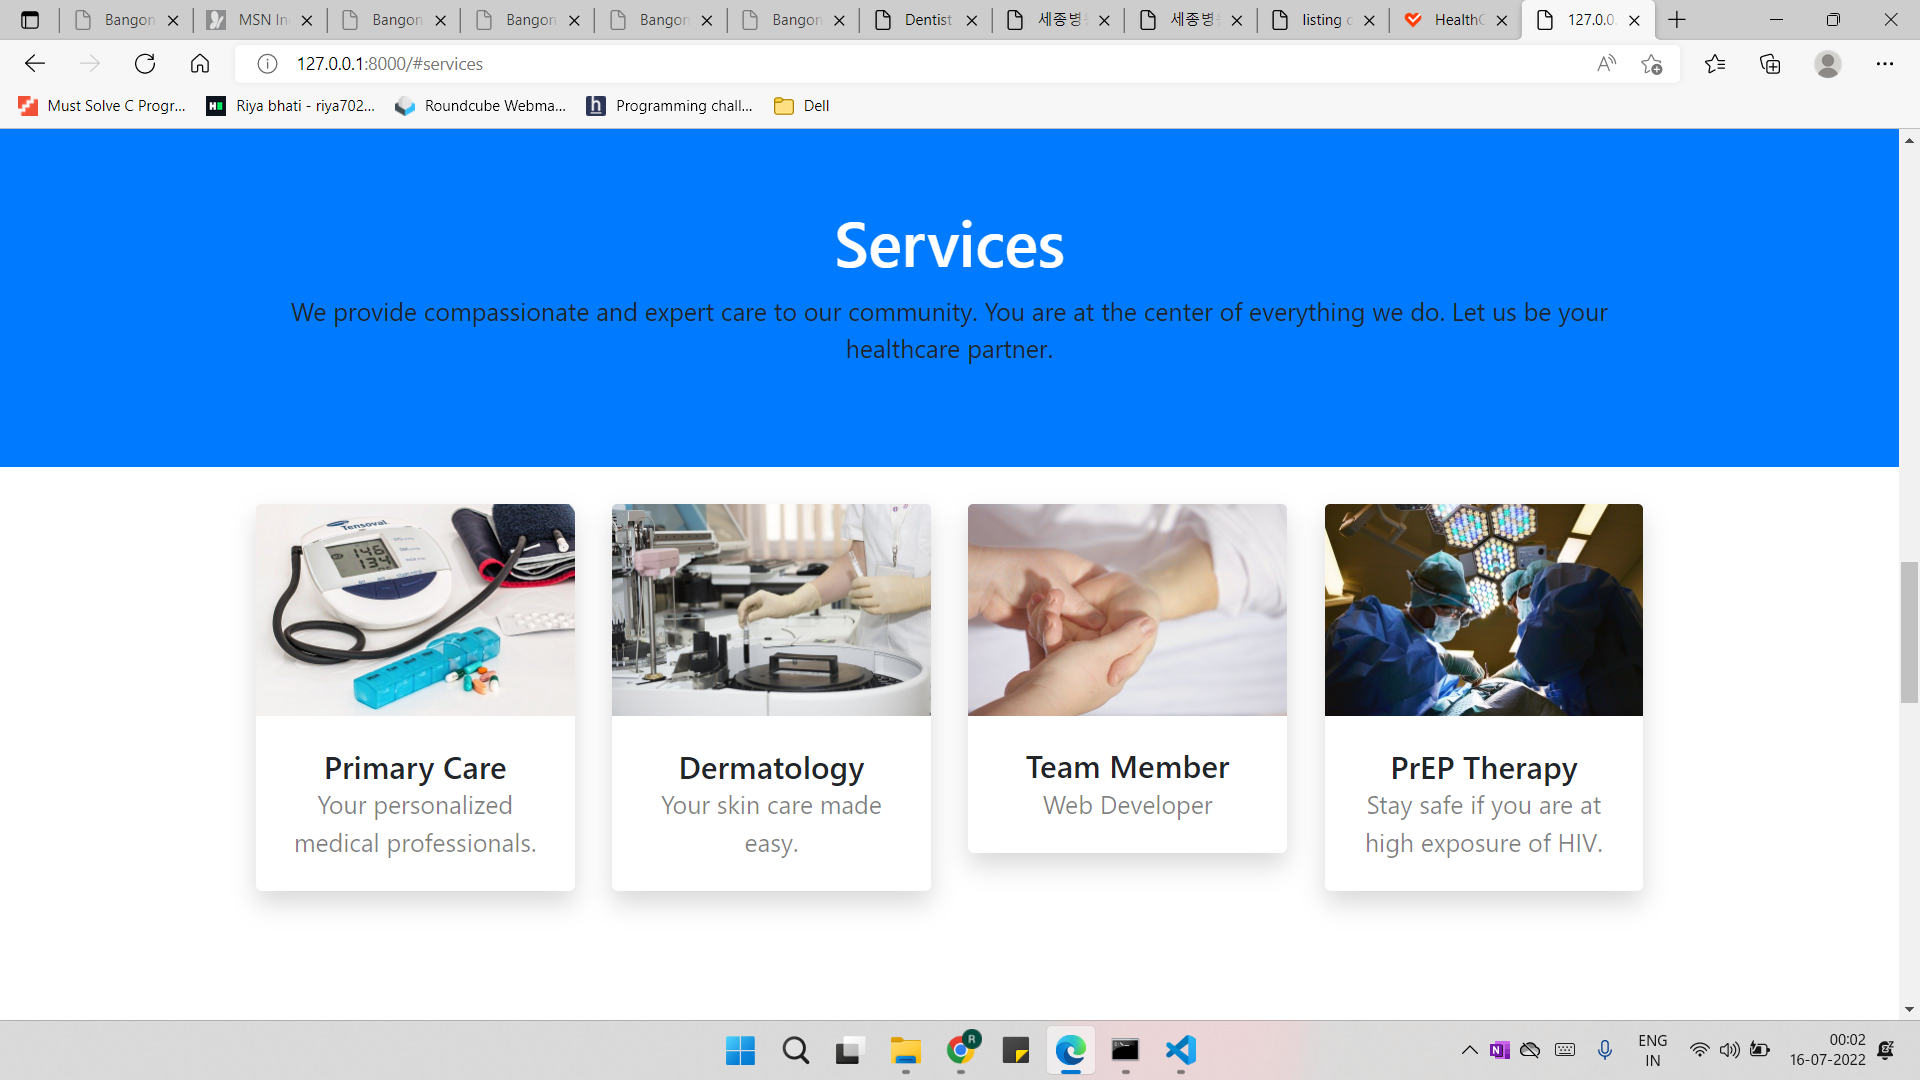 Bangon
MSN In
Bangon
Bangon
Bangon
Bangon
Dentist
세종병
세종병
listing
Health
127.0.0.
127.0.0.1:8000/#services
Must Solve C Progr...
Riya bhati - riya702...
Roundcube Webma...
Programming chall...
Dell
Services
We provide compassionate and expert care to our community. You are at the center of everything we do. Let us be your
healthcare partner.
Tensoval
146
134
Primary Care
Your personalized
medical professionals.
Dermatology
Your skin care made
easy.
Team Member
Web Developer
PrEP Therapy
Stay safe if you are at
high exposure of HIV.
R
ENG
IN
00:02
16-07-2022